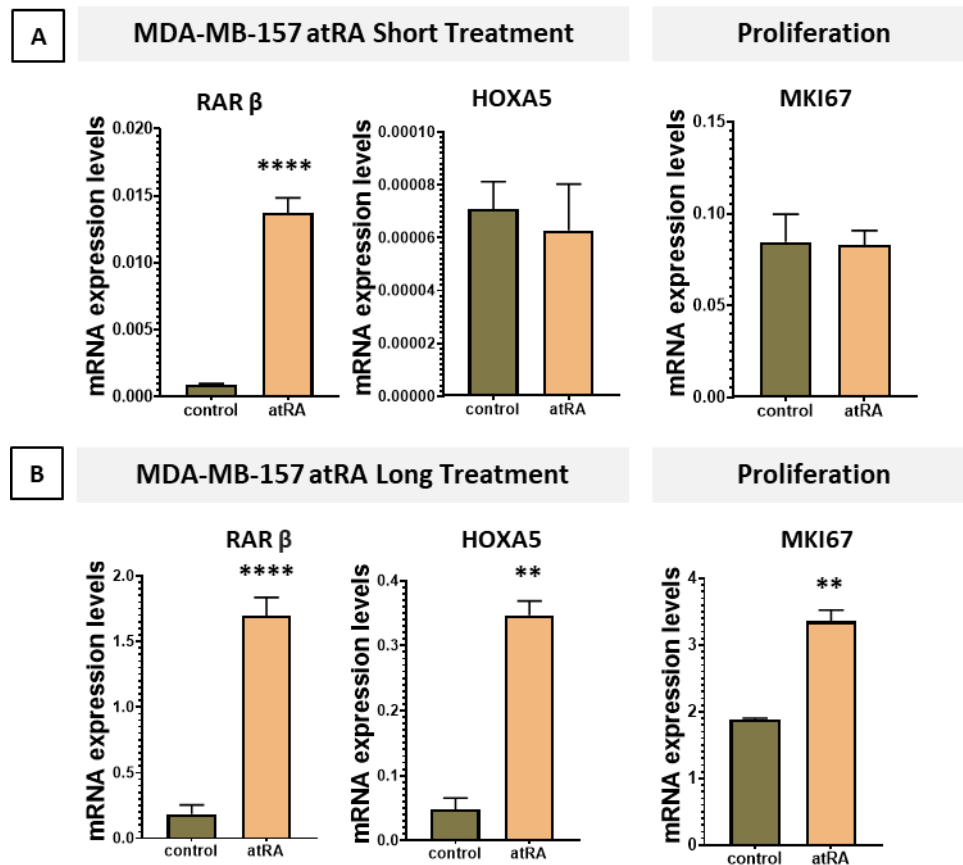 A
MDA-MB-157 atRA Short Treatment
Proliferation
RAR β
HOXA5
MKI67
mRNA expression levels
0.020
0.015
0.010
0.005
0.000
****
control
atRA
mRNA expression levels
0.00010
0.00008
0.00006
0.00004
0.00002
0.00000
control
atRA
mRNA expression levels
0.15
0.10
0.05
0.00
control
atRA
B
MDA-MB-157 atRA Long Treatment
Proliferation
RAR β
HOXA5
MKI67
mRNA expression levels
2.0
1.5
1.0
0.5
0.0
****
control
atRA
mRNA expression levels
0.4
0.2
0.0
**
control
atRA
mRNA expression levels
4
3
2
1
0
**
control
atRA